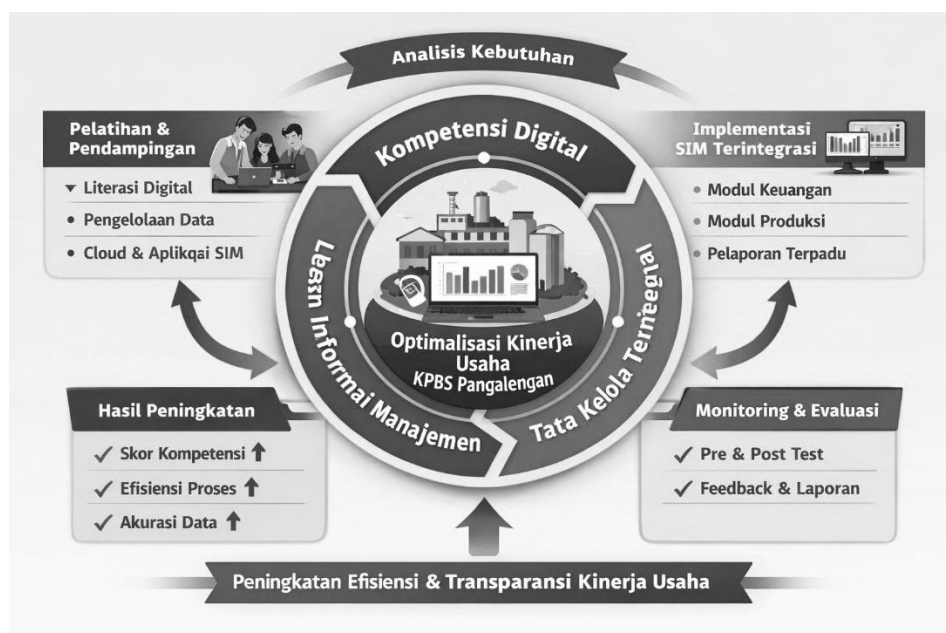 Analisis Kebutuhan
Pelatihan &
Pendampingan
▾ Literasi Digital
• Pengelolaan Data
• Cloud & Aplikqai SIM
Implementasi
SIM Terintegrasi
• Modul Keuangan
• Modul Produksi
• Pelaporan Terpadu
Kompetensi Digital
Informai Manajemen
Tata Kelola
Optimalisasi Kinerja
Usaha
KPBS Pangalengan
Hasil Peningkatan
✓ Skor Kompetensi ↑
✓ Efisiensi Proses ↑
✓ Akurasi Data ↑
Monitoring & Evaluasi
✓ Pre & Post Test
✓ Feedback & Laporan
Peningkatan Efisiensi & Transparansi Kinerja Usaha